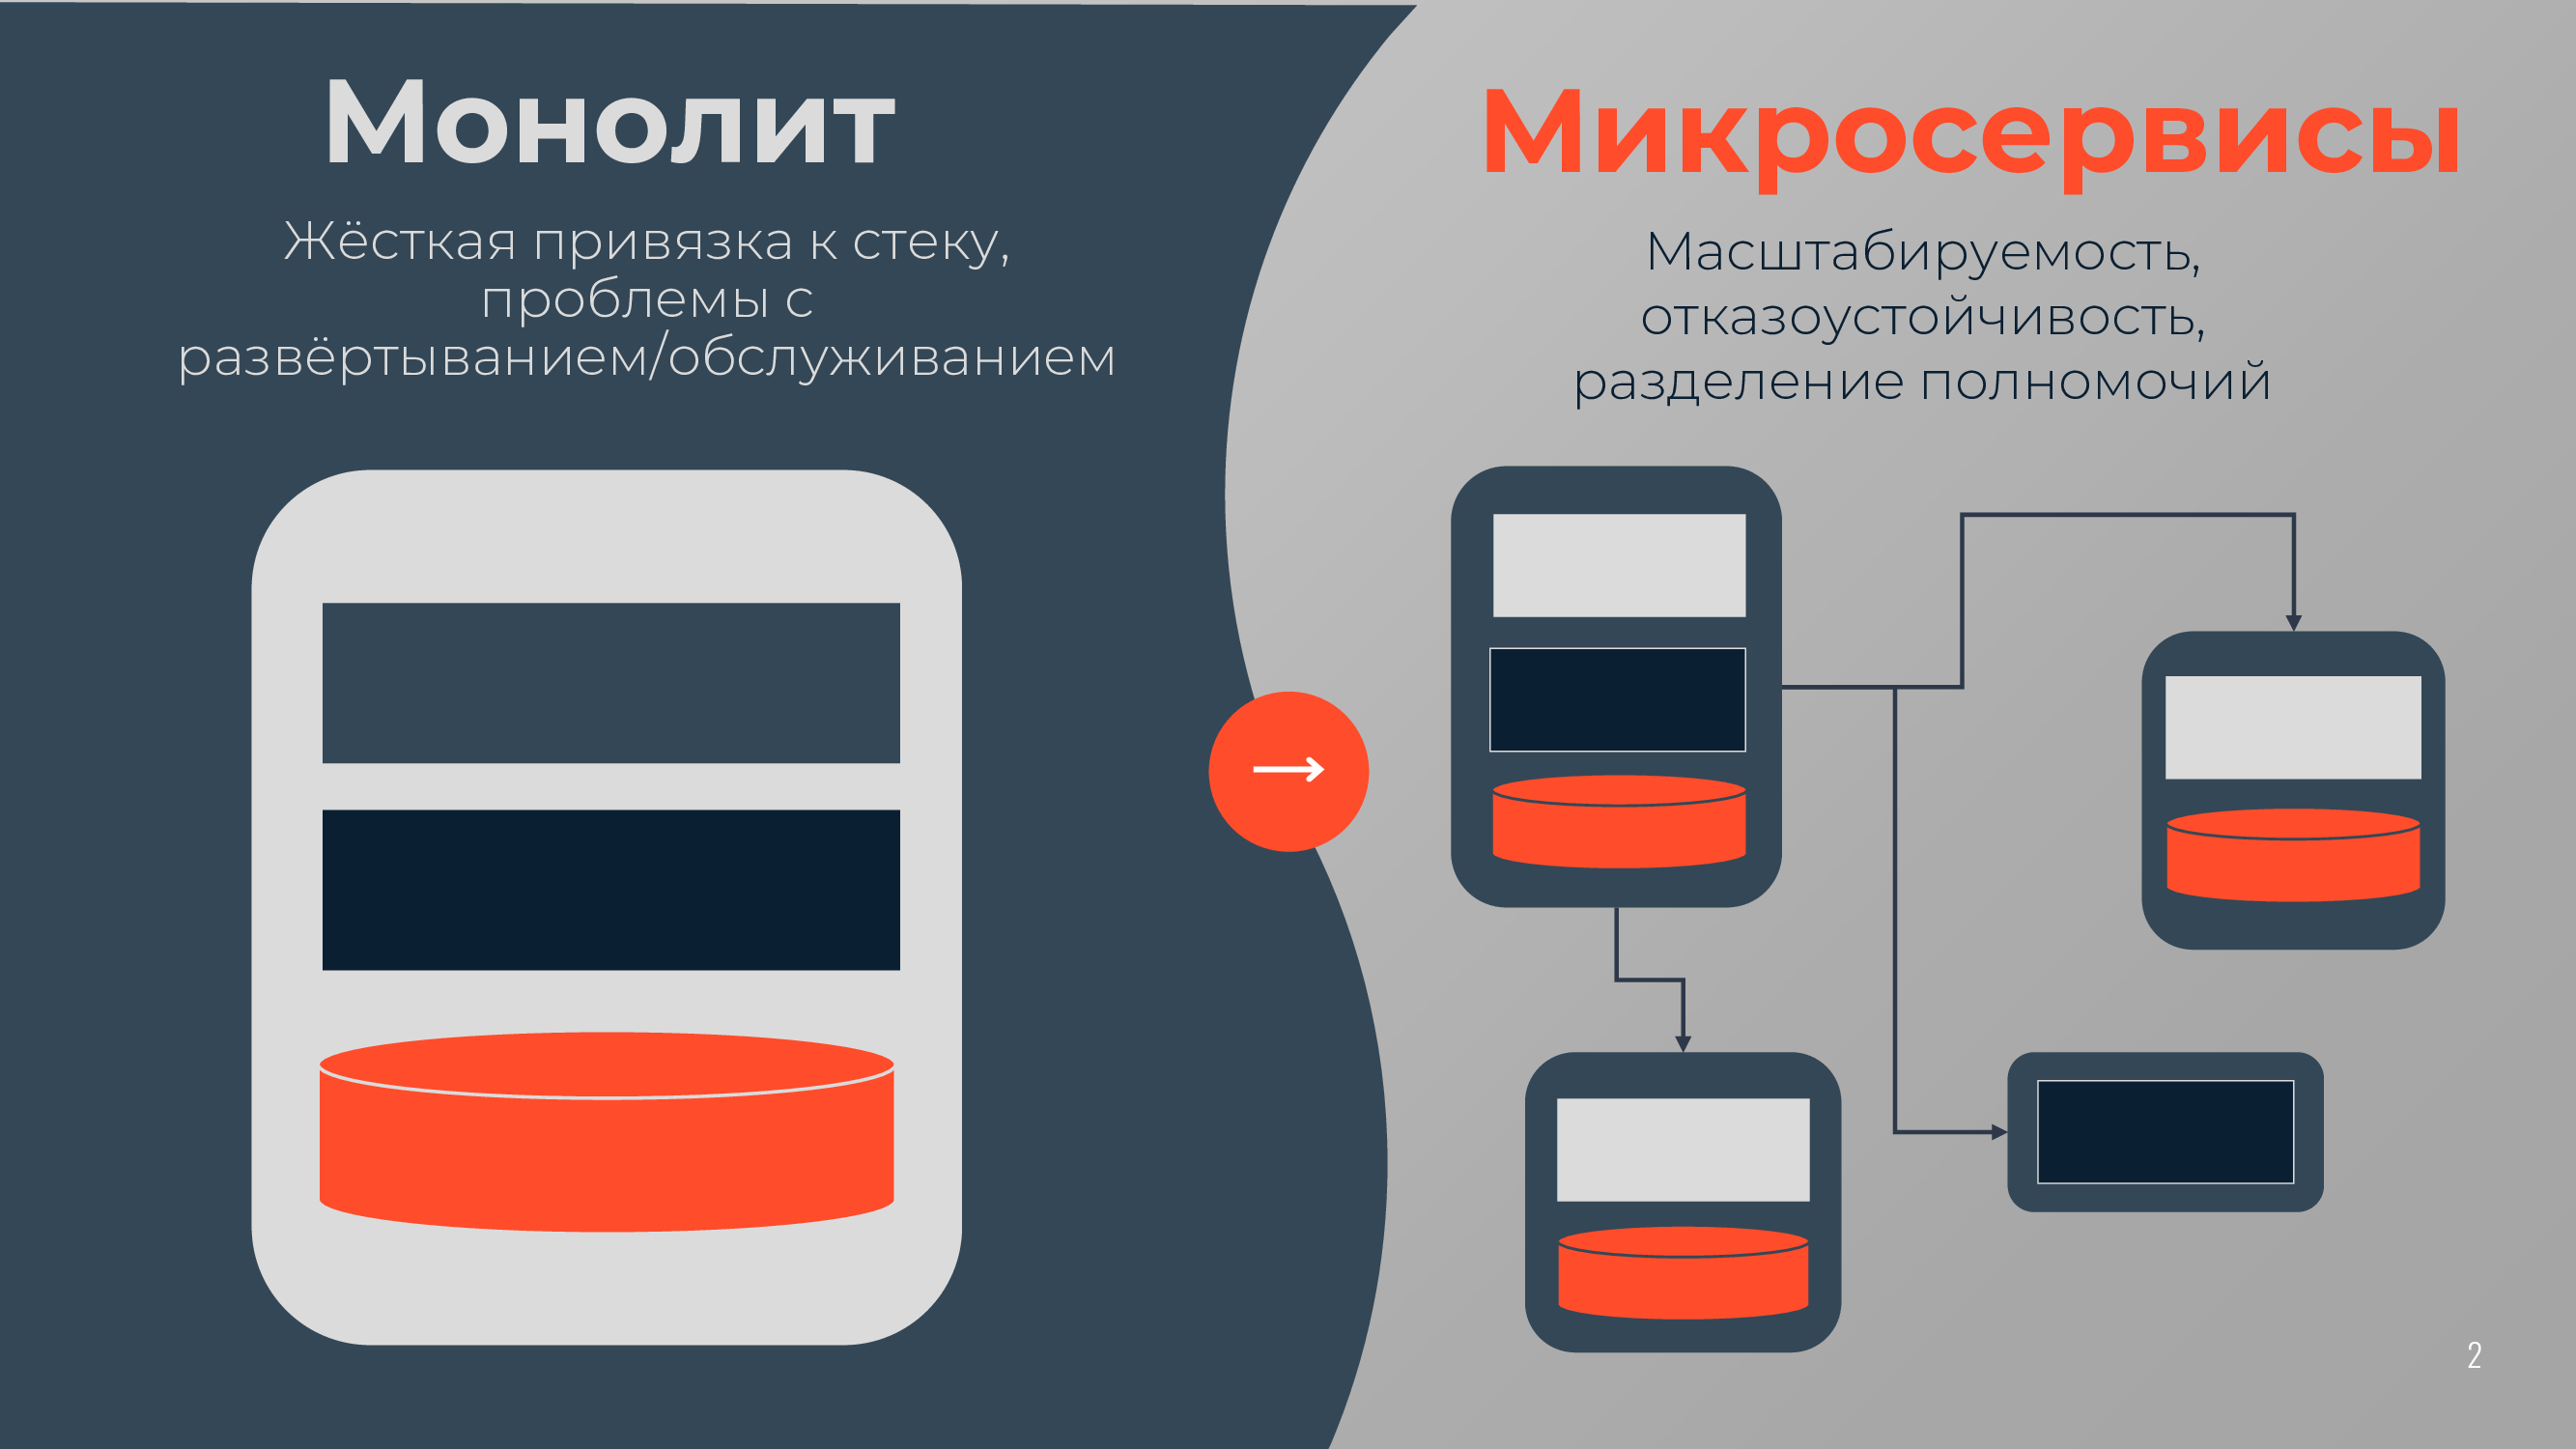 Монолит
Жёсткая привязка к стеку,
проблемы с
развёртыванием/обслуживанием
Микросервисы
Масштабируемость,
отказоустойчивость,
разделение полномочий
2